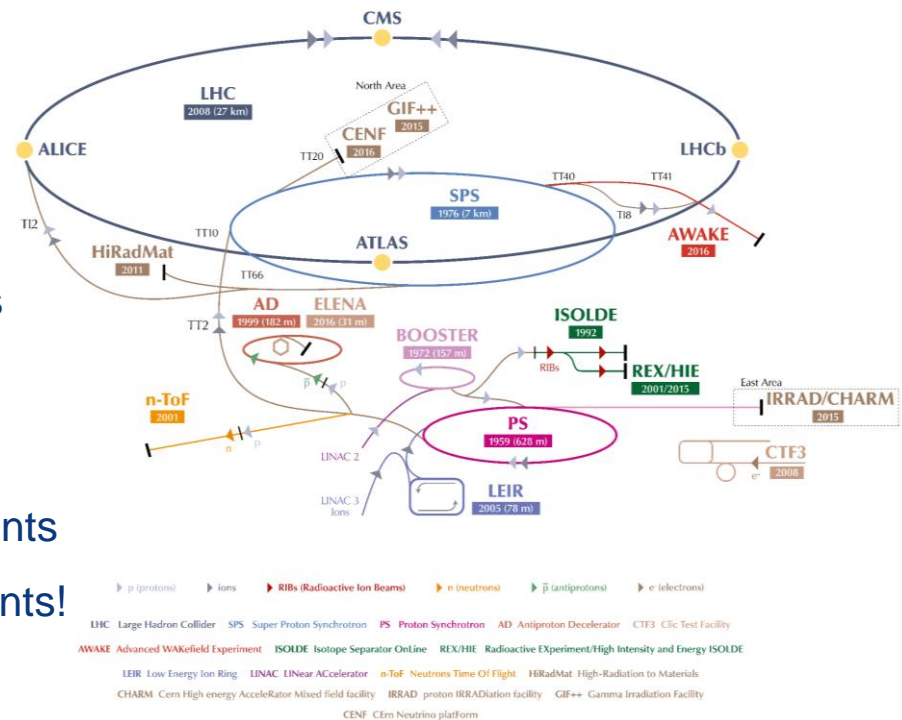 CMS
North Area
LHC
2008 (27 km)
GIF++
2015
CENF
2016
ALICE
LHCb
TT20
TT40
TT41
SPS
1976 (7 km)
TI2
TT10
TI8
AWAKE
2016
HiRadMat
2011
ATLAS
TT66
AD
1999 (182 m)
ELENA
2016 (31 m)
ISOLDE
1992
TT2
BOOSTER
1972 (157 m)
RIBs
REX/HIE
2001/2015
p̄
p
East Area
n-ToF
2001
IRRAD/CHARM
2015
PS
1959 (628 m)
n
p
LINAC 2
CTF3
2008
e-
LINAC 3
Ions
LEIR
2005 (78 m)
s
nts
nts!
p (protons) ions RIBs (Radioactive Ion Beams) n (neutrons) p̄ (antiprotons) e- (electrons)
LHC Large Hadron Collider SPS Super Proton Synchrotron PS Proton Synchrotron AD Antiproton Decelerator CTF3 Clic Test Facility
AWAKE Advanced WAKefield Experiment ISOLDE Isotope Separator OnLine REX/HIE Radioactive EXperiment/High Intensity and Energy ISOLDE
LEIR Low Energy Ion Ring LINAC LINear ACcelerator n-ToF Neutrons Time Of Flight HiRadMat High-Radiation to Materials
CHARM Cern High energy AcceleRator Mixed field facility IRRAD proton IRRADiation facility GIF++ Gamma Irradiation Facility
CENF CErn Neutrino platForm